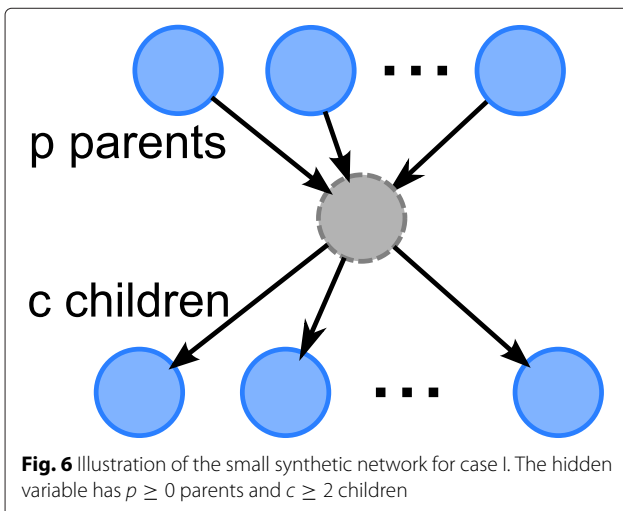 p parents
c children
Fig. 6 Illustration of the small synthetic network for case I. The hidden
variable has p ≥ 0 parents and c ≥ 2 children